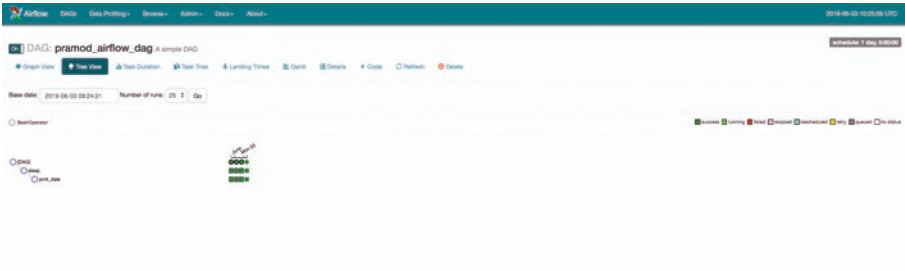 Airflow DAGs Data Profiling Browse Admin Docs About 2019-06-03 10:25:06 UTC
On DAG: pramod_airflow_dag A simple DAG schedule: 1 day, 0:00:00
Graph View Tree View Task Duration Task Tries Landing Times Gantt Details Code Refresh Delete
Base date: 2019-06-03 09:24:21 Number of runs: 25 Go
BashOperator success running failed skipped rescheduled retry queued no status
[DAG]
sleep
print_date